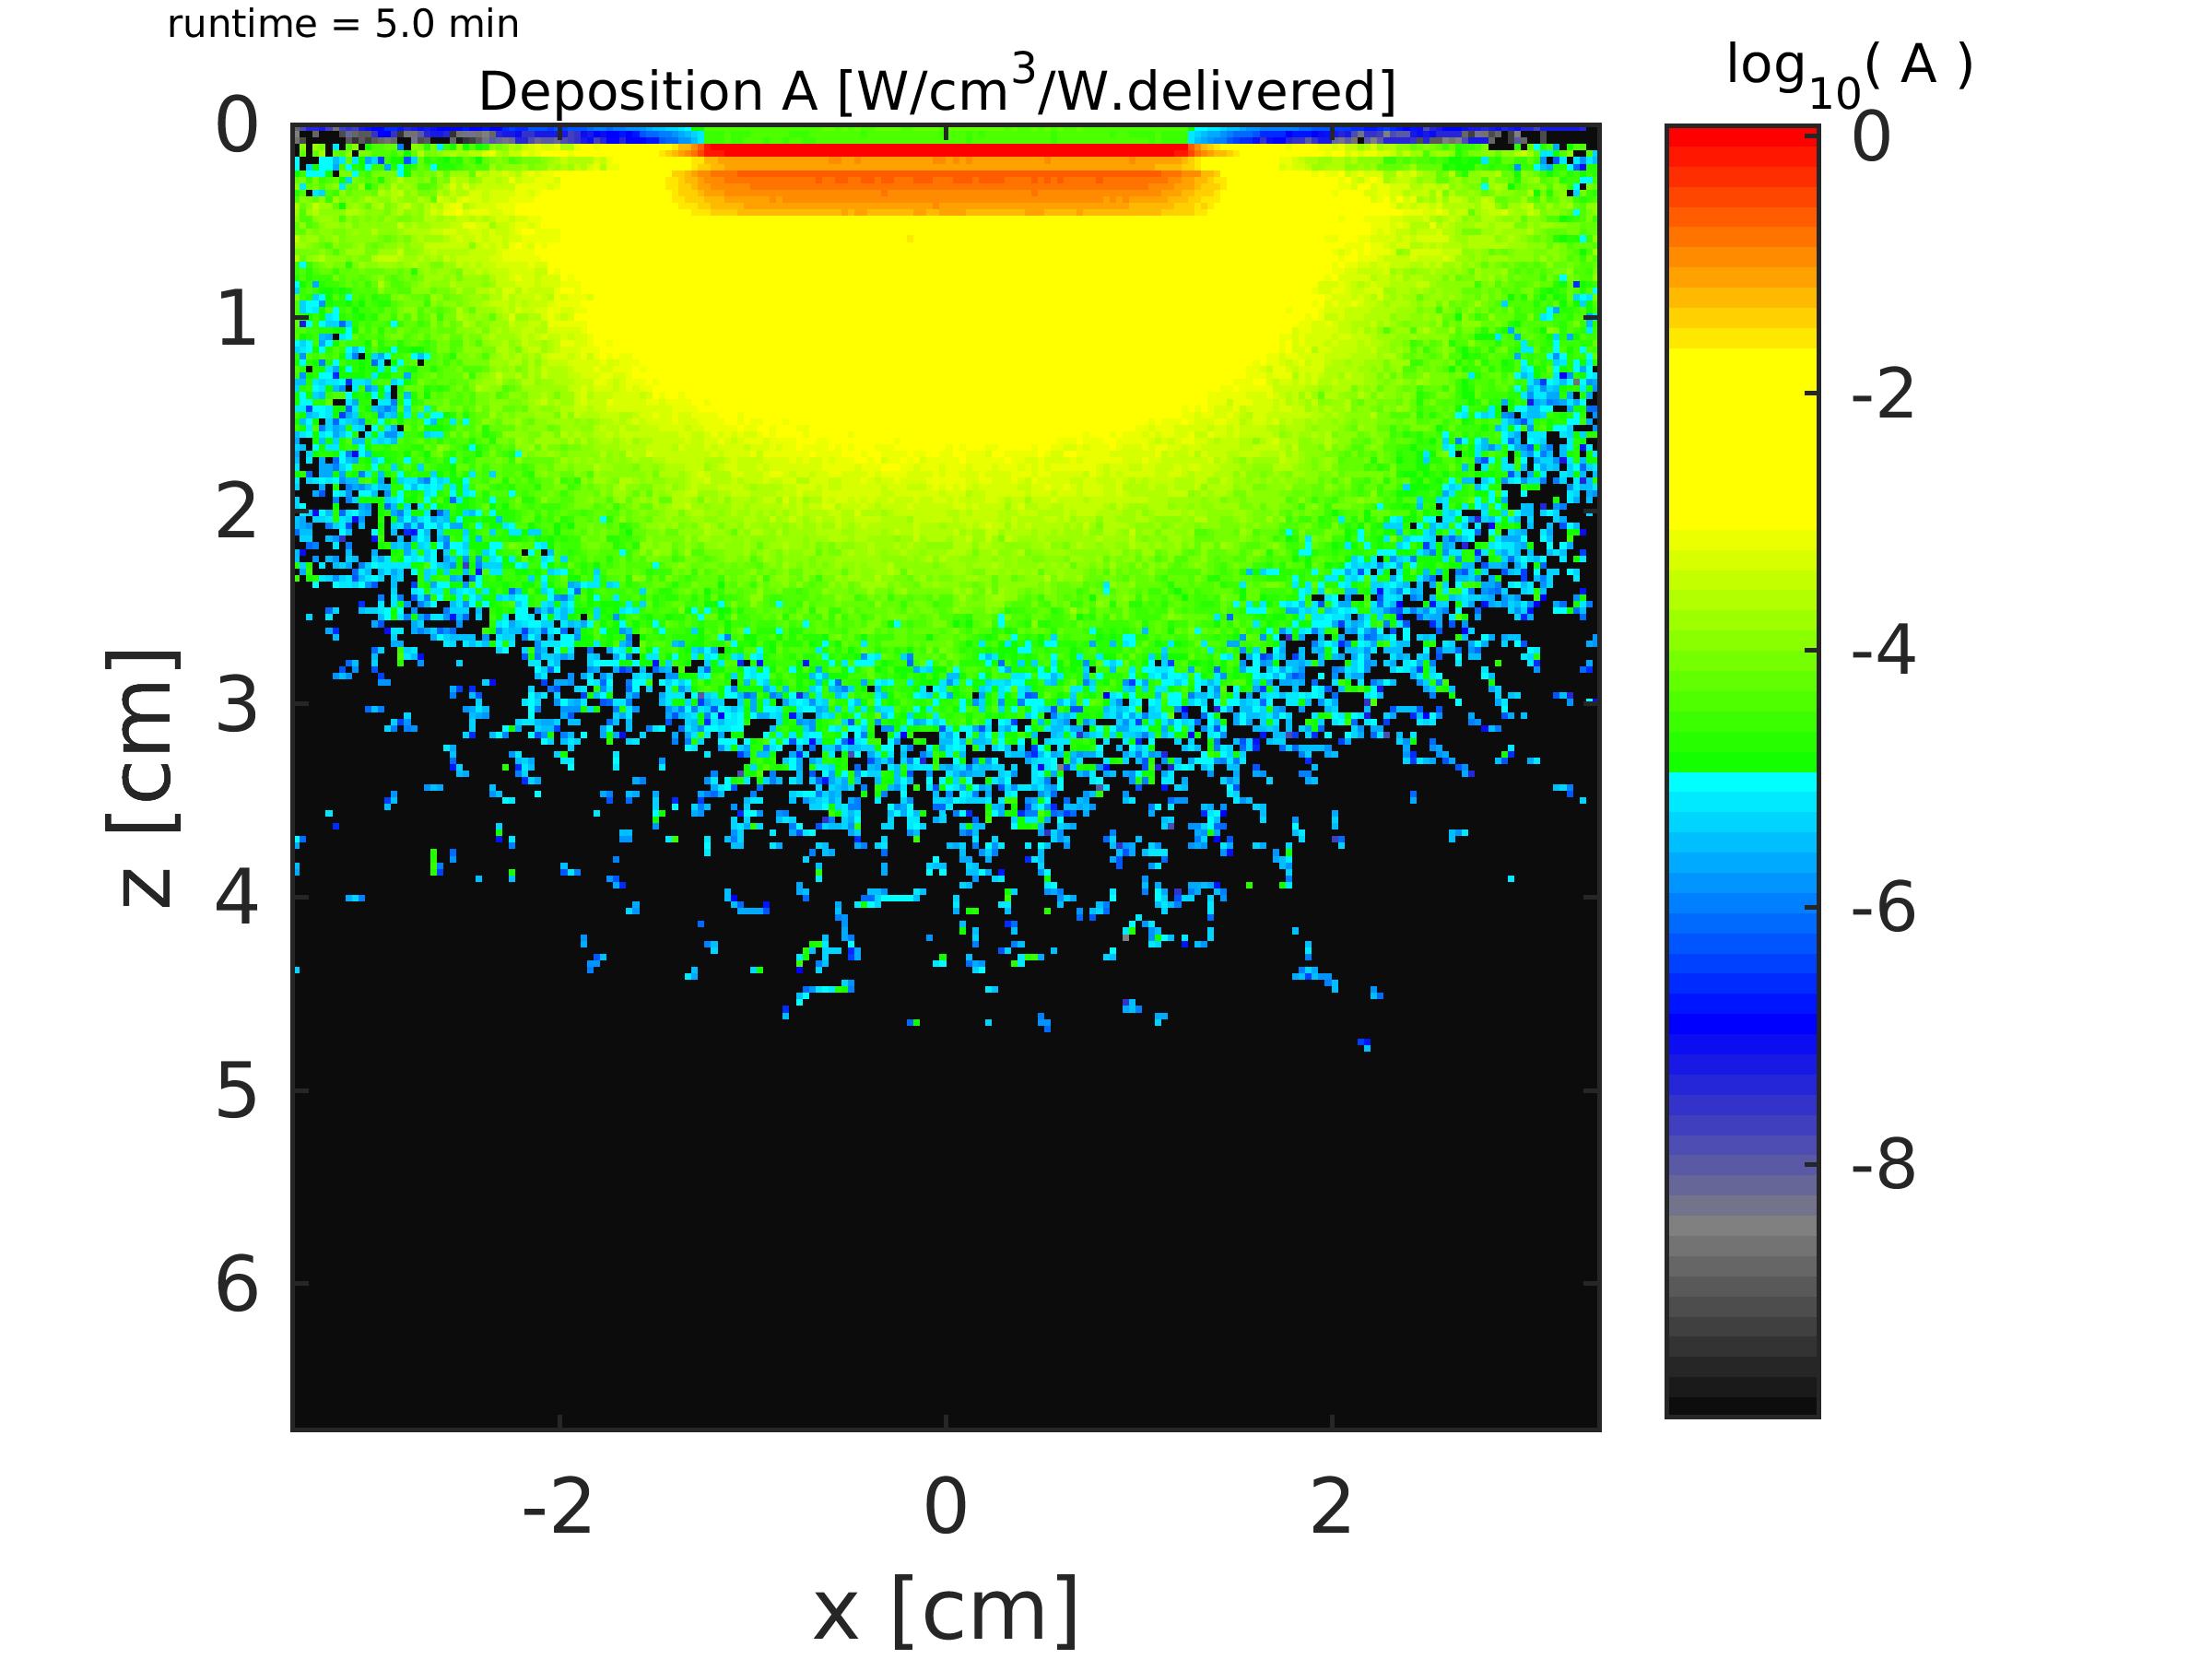 runtime = 5.0 min
Deposition A [W/cm³/W.delivered]
log₁₀( A )
0
1
2
3
4
5
6
z [cm]
-2 0 2
x [cm]
0
-2
-4
-6
-8